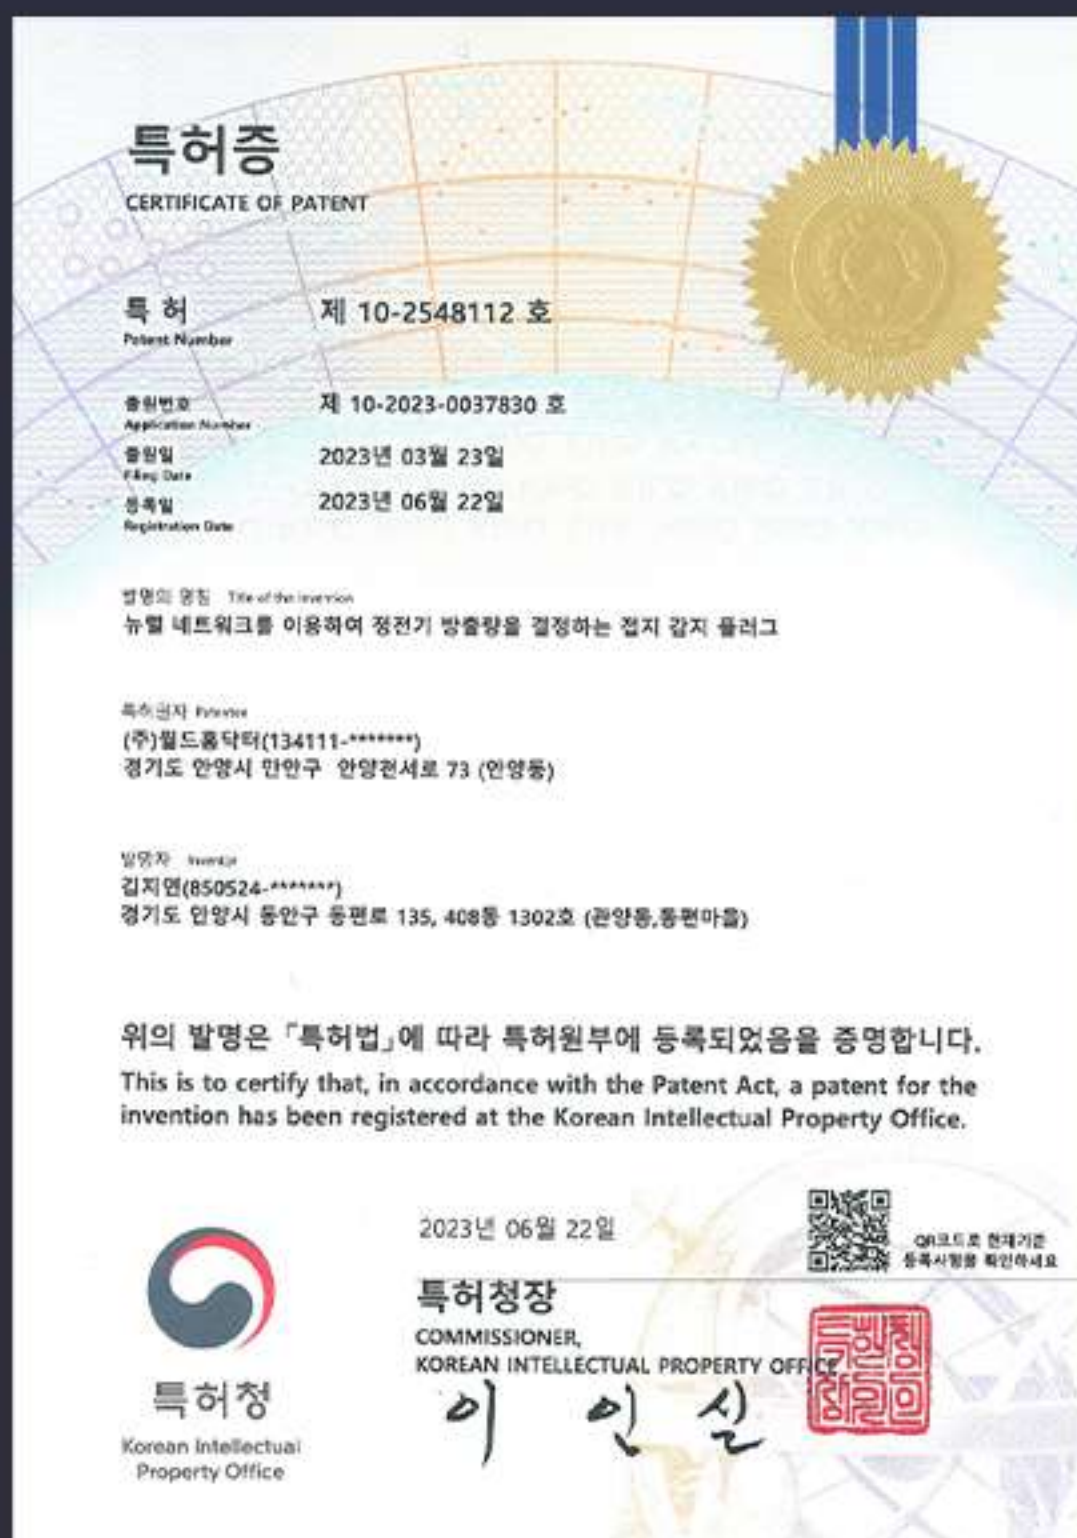 특허증
CERTIFICATE OF PATENT
특 허 제 10-2548112 호
Patent Number
출원번호 제 10-2023-0037830 호
Application Number
출원일 2023년 03월 23일
Filing Date
등록일 2023년 06월 22일
Registration Date
발명의 명칭 Title of the Invention
뉴럴 네트워크를 이용하여 정전기 방출량을 결정하는 접지 감지 플러그
특허권자 Patentee
(주)월드홈닥터(134111-*******)
경기도 안양시 만안구 안양천서로 73 (안양동)
발명자 Inventor
김지연(850524-*******)
경기도 안양시 동안구 동편로 135, 408동 1302호 (관양동,동편마을)
위의 발명은 「특허법」에 따라 특허원부에 등록되었음을 증명합니다.
This is to certify that, in accordance with the Patent Act, a patent for the
invention has been registered at the Korean Intellectual Property Office.
2023년 06월 22일
QR코드로 현재기준
등록사항을 확인하세요
특허청장
COMMISSIONER,
KOREAN INTELLECTUAL PROPERTY OFFICE
이 인 실
특허청
Korean Intellectual
Property Office